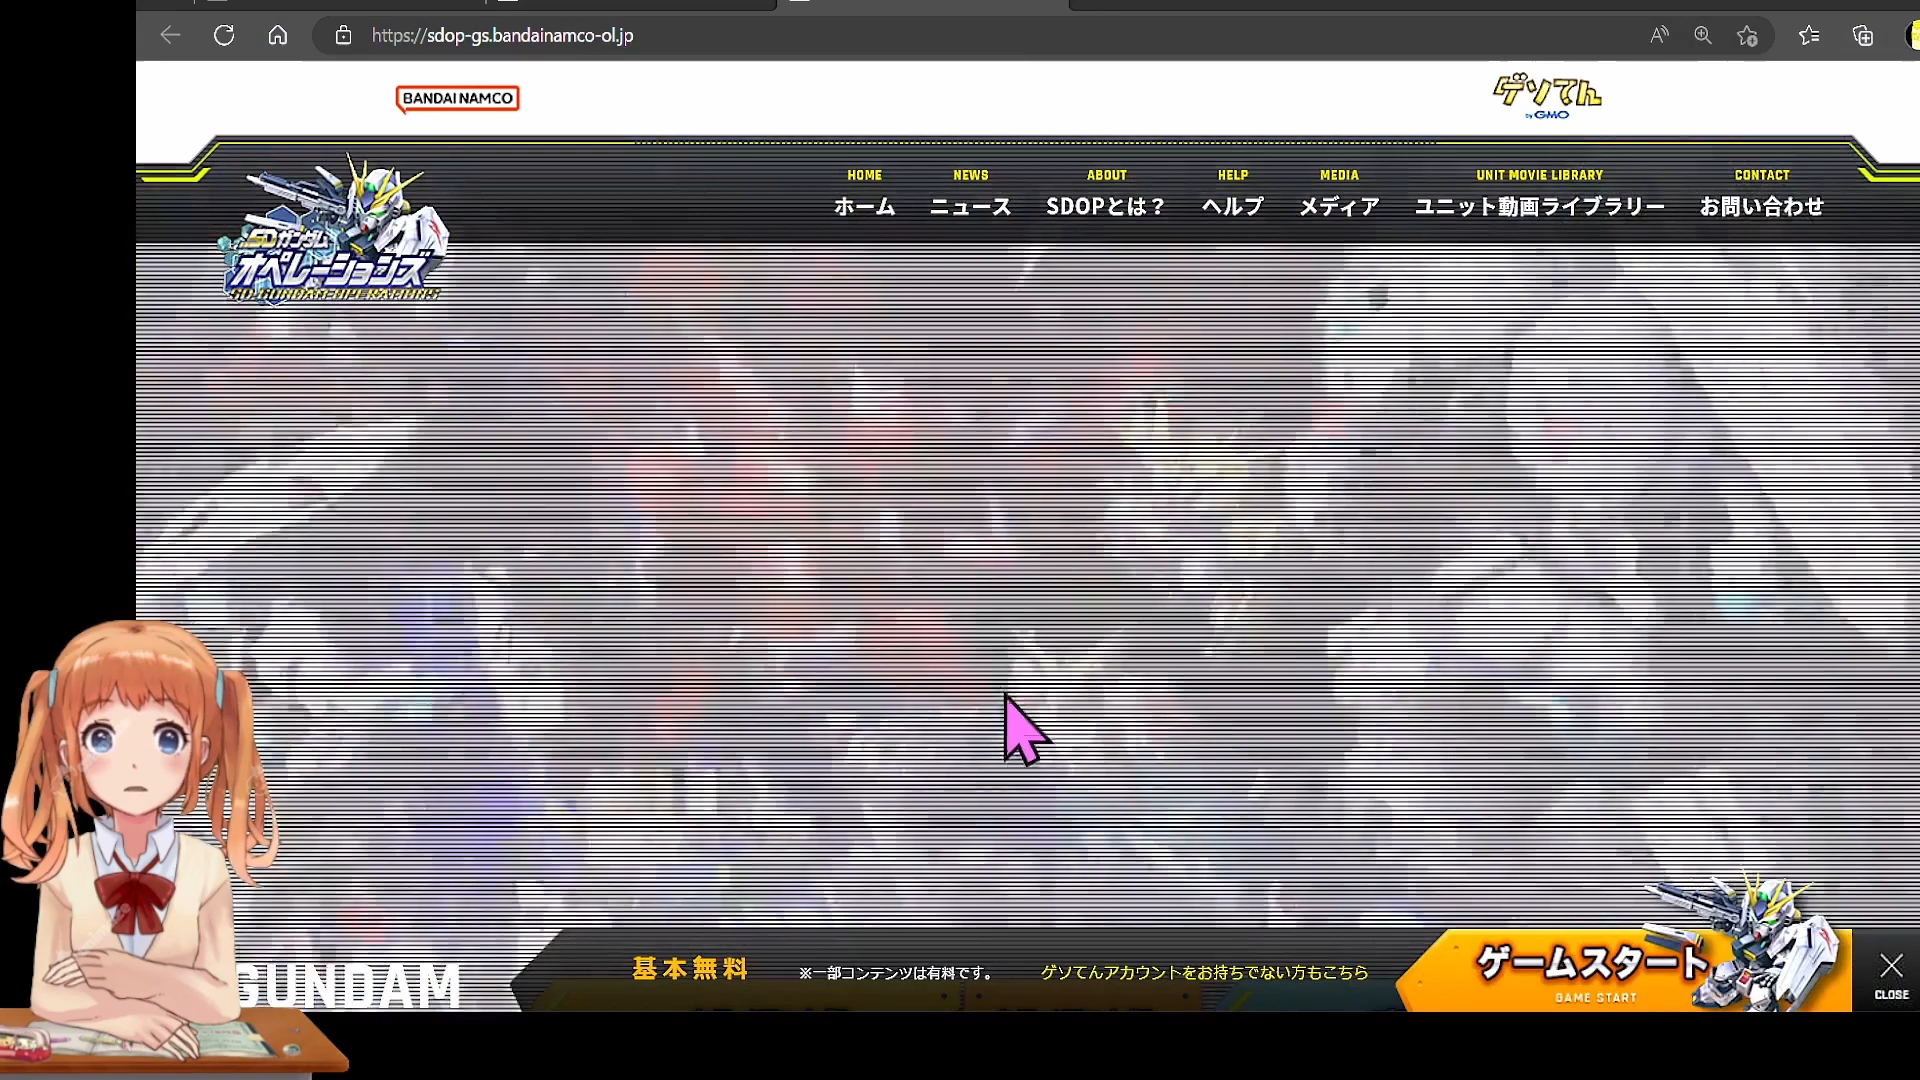 https://sdop-gs.bandainamco-ol.jp
BANDAI NAMCO
ゲソてん
by GMO
HOME
NEWS
ABOUT
HELP
MEDIA
UNIT MOVIE LIBRARY
CONTACT
ホーム
ニュース
SDOPとは？
ヘルプ
メディア
ユニット動画ライブラリー
お問い合わせ
SDガンダム
オペレーションズ
SD GUNDAM OPERATIONS
GUNDAM
基本無料
※一部コンテンツは有料です。
ゲソてんアカウントをお持ちでない方もこちら
ゲームスタート
GAME START
CLOSE